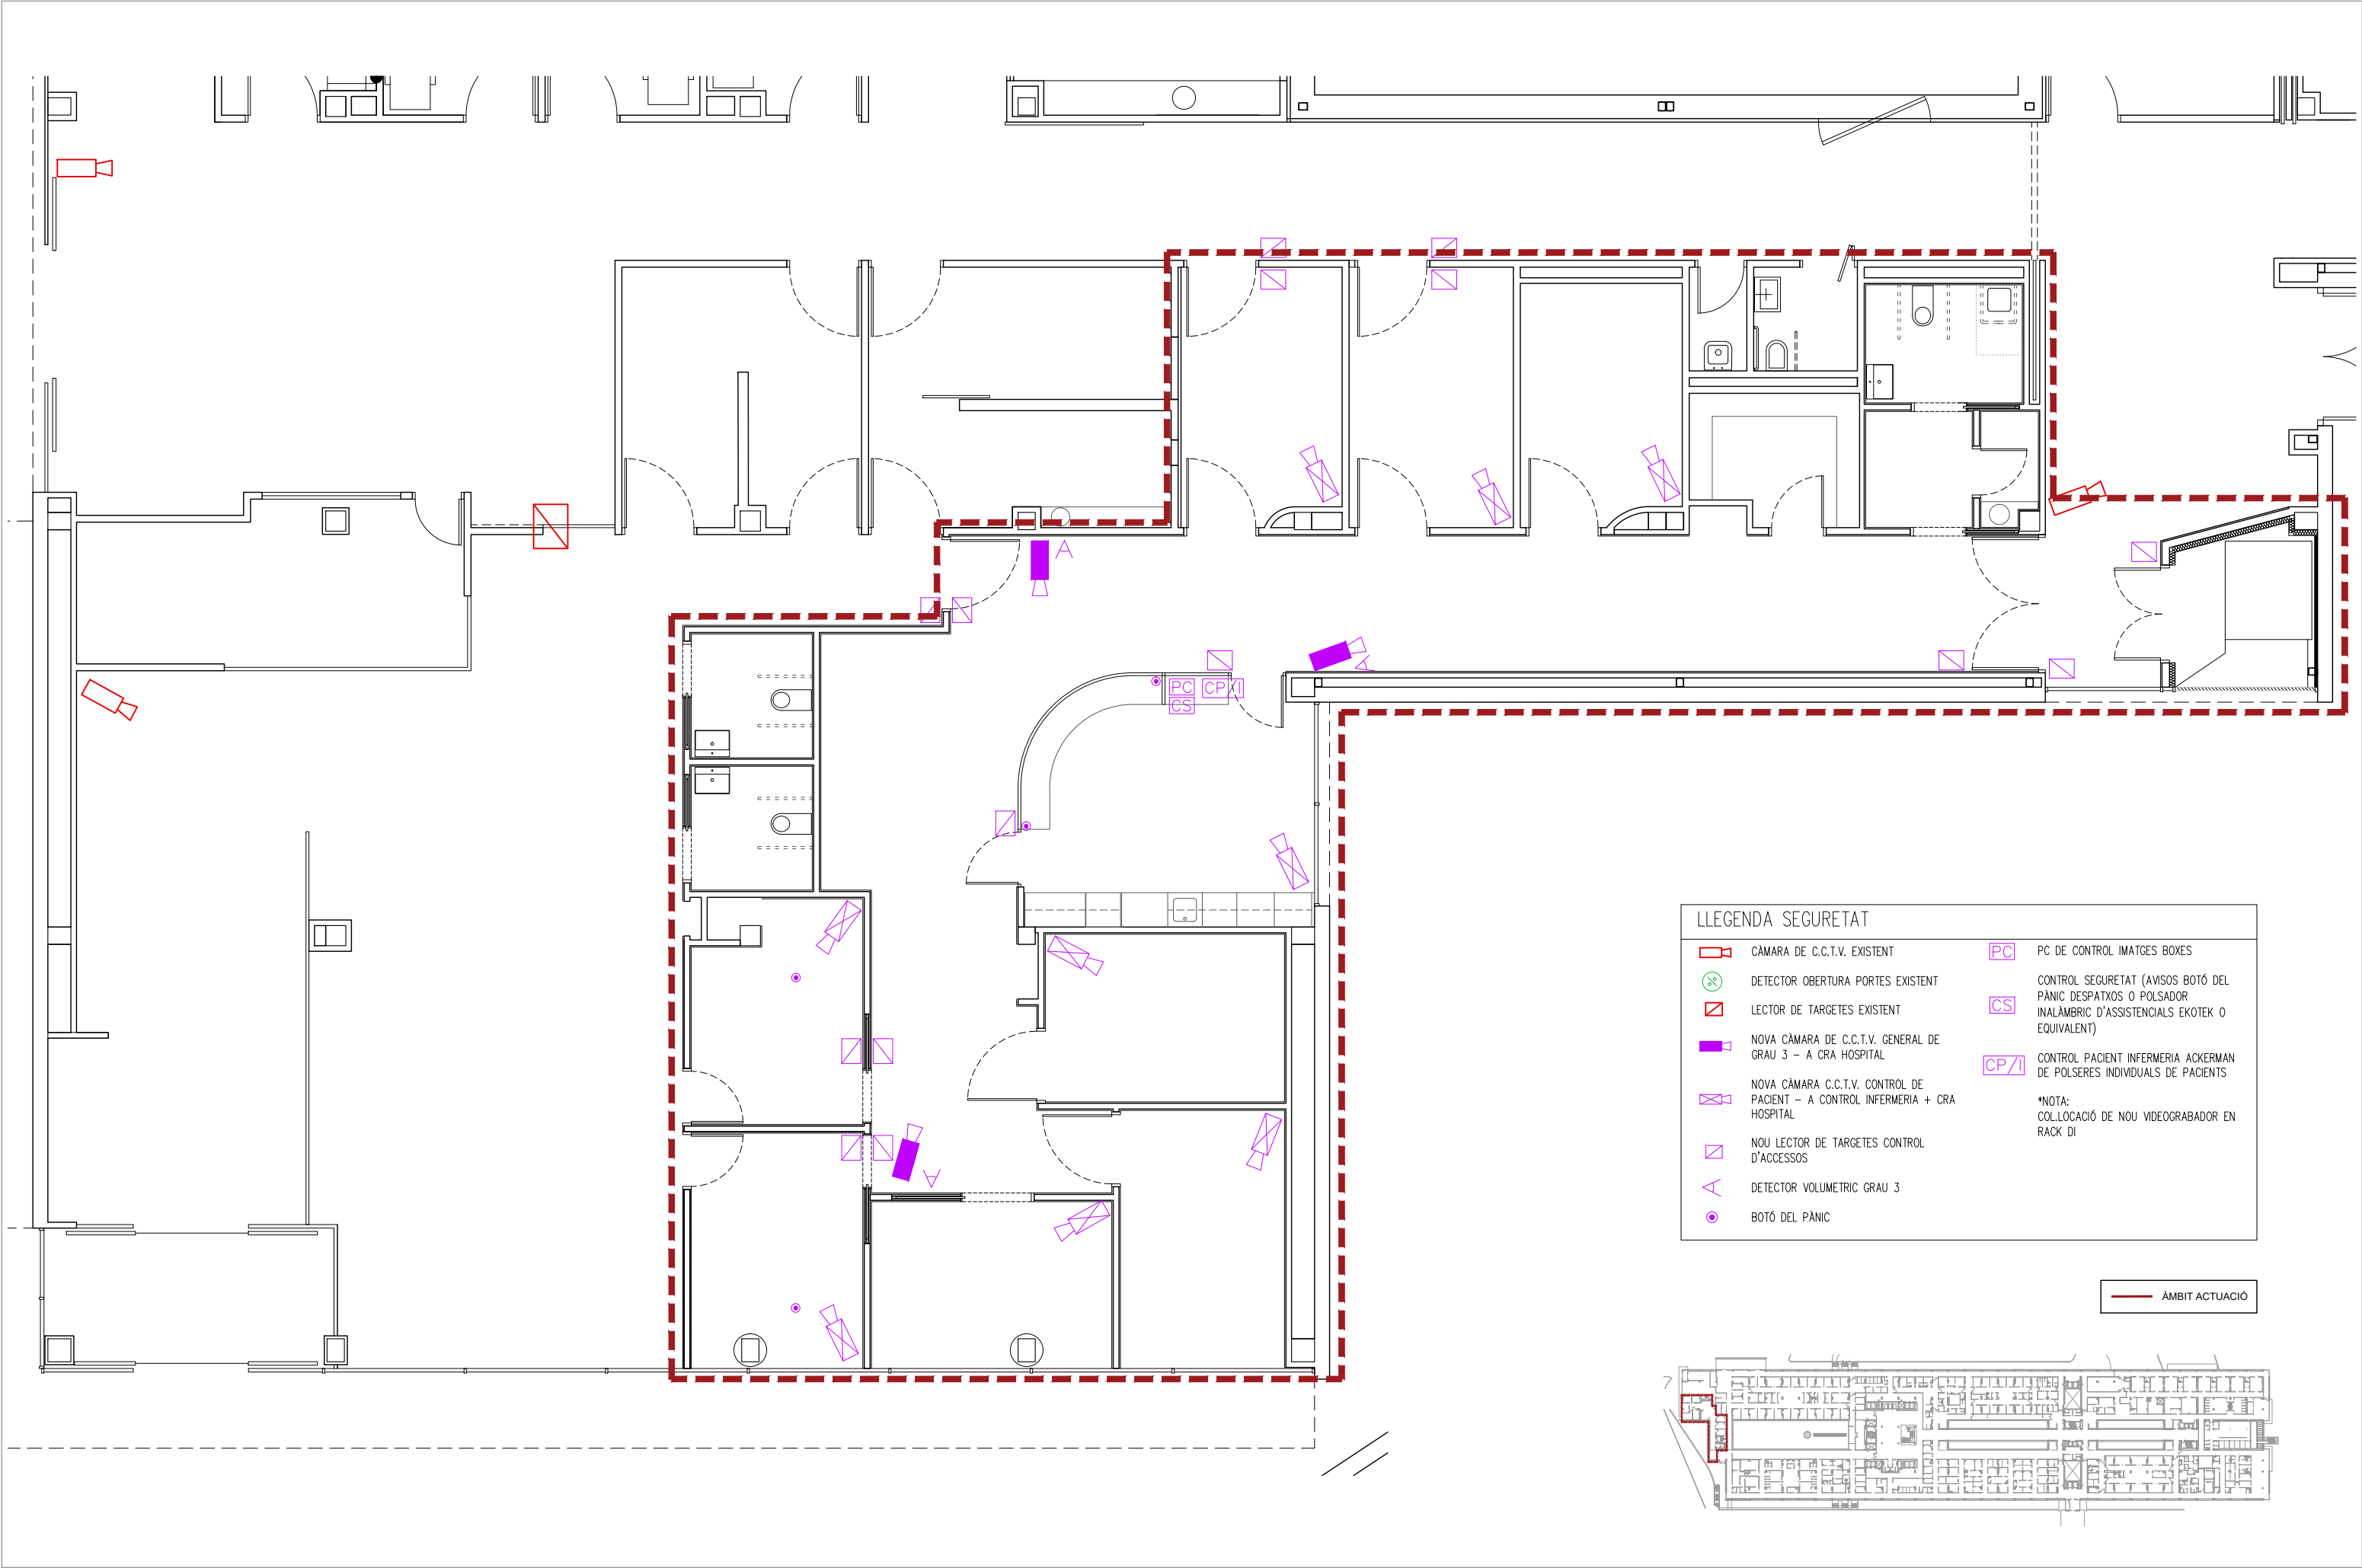 PC
CP/I
CS
LLEGENDA SEGURETAT
CÀMARA DE C.C.T.V. EXISTENT
DETECTOR OBERTURA PORTES EXISTENT
LECTOR DE TARGETES EXISTENT
NOVA CÀMARA DE C.C.T.V. GENERAL DE
GRAU 3 – A CRA HOSPITAL
NOVA CÀMARA C.C.T.V. CONTROL DE
PACIENT – A CONTROL INFERMERIA + CRA
HOSPITAL
NOU LECTOR DE TARGETES CONTROL
D'ACCESSOS
DETECTOR VOLUMETRIC GRAU 3
BOTÓ DEL PÀNIC
PC
PC DE CONTROL IMATGES BOXES
CS
CONTROL SEGURETAT (AVISOS BOTÓ DEL
PÀNIC DESPATXOS O POLSADOR
INALÀMBRIC D'ASSISTENCIALS EKOTEK O
EQUIVALENT)
CP/I
CONTROL PACIENT INFERMERIA ACKERMAN
DE POLSERES INDIVIDUALS DE PACIENTS
*NOTA:
COL.LOCACIÓ DE NOU VIDEOGRABADOR EN
RACK DI
ÀMBIT ACTUACIÓ